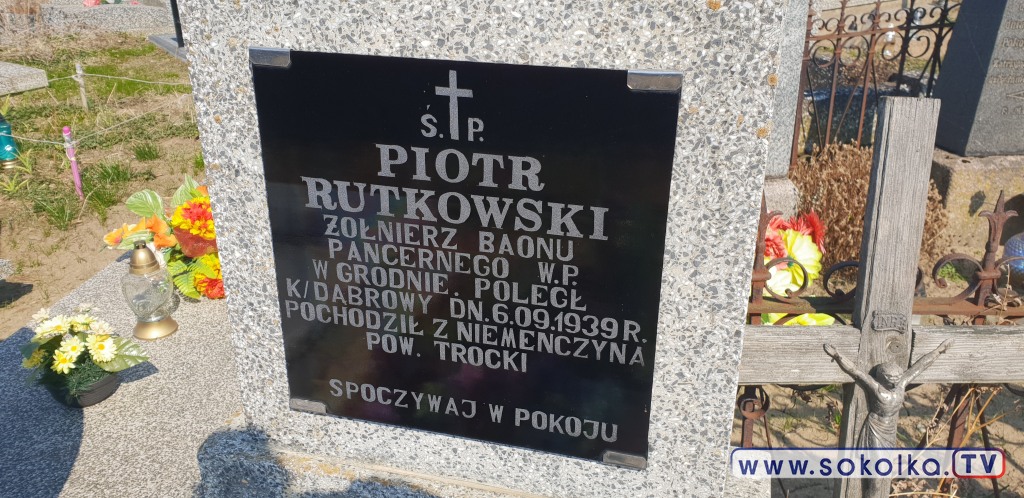 Ś. P.
PIOTR
RUTKOWSKI
ŻOŁNIERZ BAONU
PANCERNEGO W.P.
W GRODNIE, POLEGŁ
K/DĄBROWY DN.6.09.1939R.
POCHODZIŁ Z NIEMENCZYNA
POW. TROCKI
SPOCZYWAJ W POKOJU
www.sokolka.TV